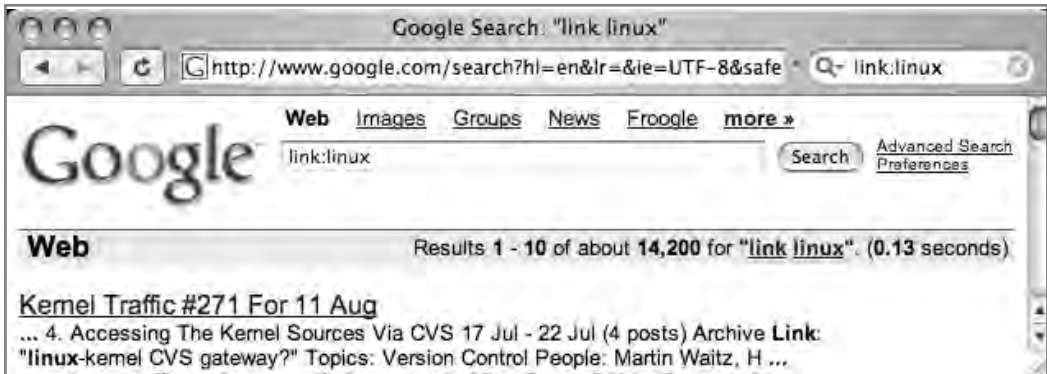 Google Search: "link linux"
http://www.google.com/search?hl=en&lr=&ie=UTF-8&safe link:linux
Web Images Groups News Froogle more »
Google
link:linux Search Advanced Search
Preferences
Web Results 1 - 10 of about 14,200 for "link linux". (0.13 seconds)
Kernel Traffic #271 For 11 Aug
... 4. Accessing The Kernel Sources Via CVS 17 Jul - 22 Jul (4 posts) Archive Link:
"linux-kernel CVS gateway?" Topics: Version Control People: Martin Waitz, H ...